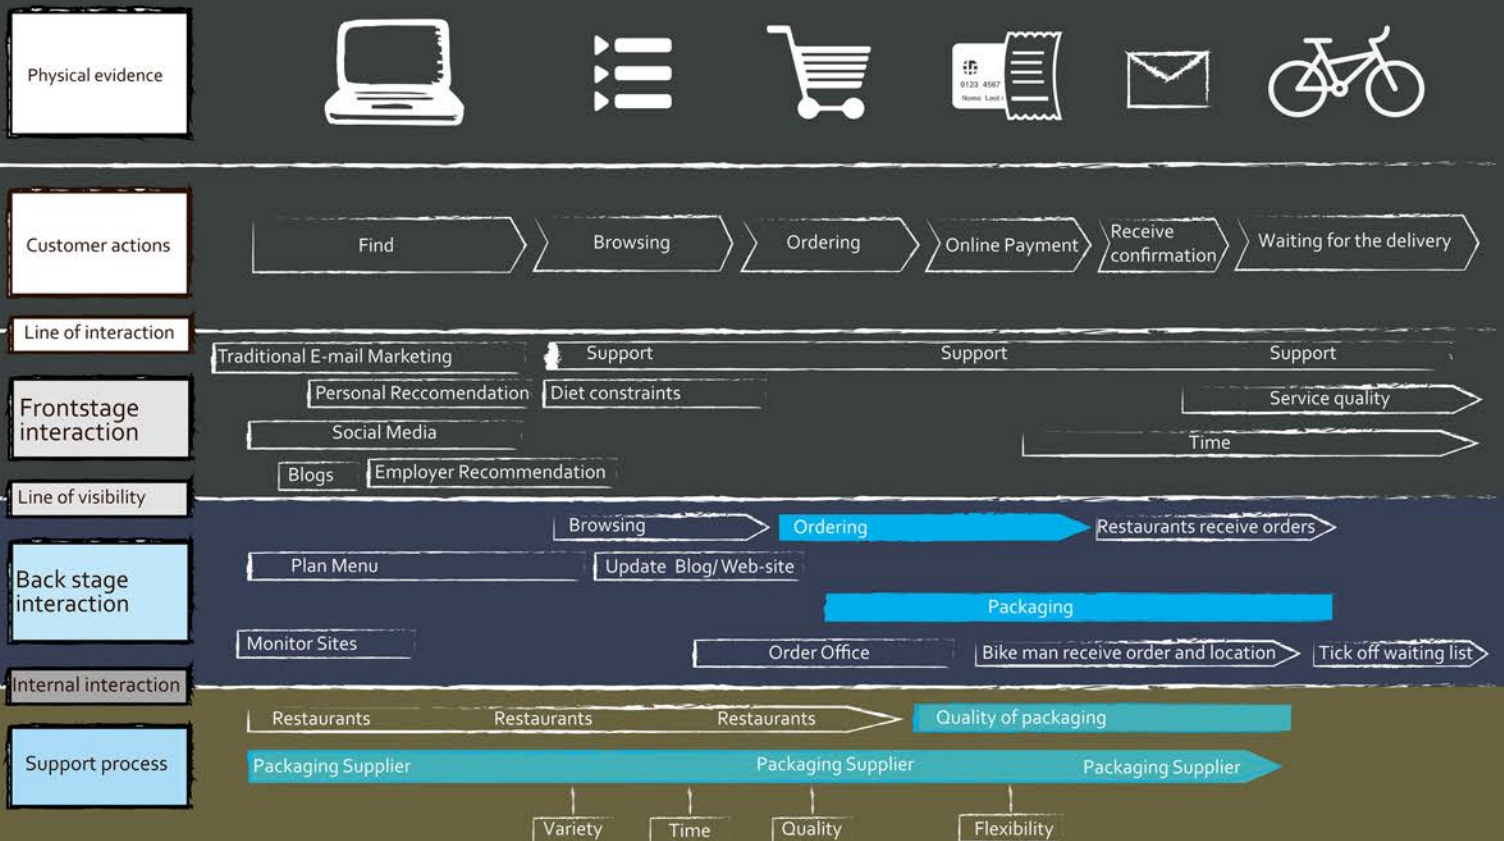 Physical evidence
0123 4567
Name Last
Customer actions
Find
Browsing
Ordering
Online Payment
Receive
confirmation
Waiting for the delivery
Line of interaction
Traditional E-mail Marketing
Support
Support
Support
Personal Reccomendation
Diet constraints
Frontstage
interaction
Service quality
Social Media
Time
Blogs
Employer Recommendation
Line of visibility
Browsing
Ordering
Restaurants receive orders
Back stage
interaction
Plan Menu
Update Blog/ Web-site
Packaging
Monitor Sites
Order Office
Bike man receive order and location
Tick off waiting list
Internal interaction
Restaurants
Restaurants
Restaurants
Quality of packaging
Support process
Packaging Supplier
Packaging Supplier
Packaging Supplier
Variety
Time
Quality
Flexibility